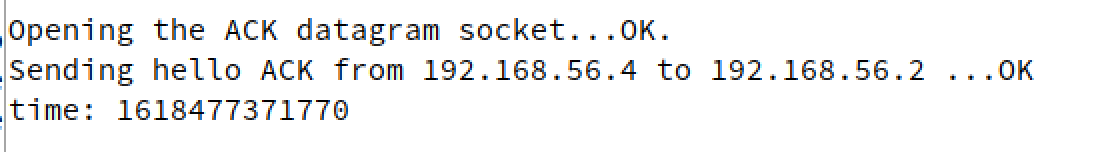 Opening the ACK datagram socket...OK.
Sending hello ACK from 192.168.56.4 to 192.168.56.2 ...OK
time: 1618477371770